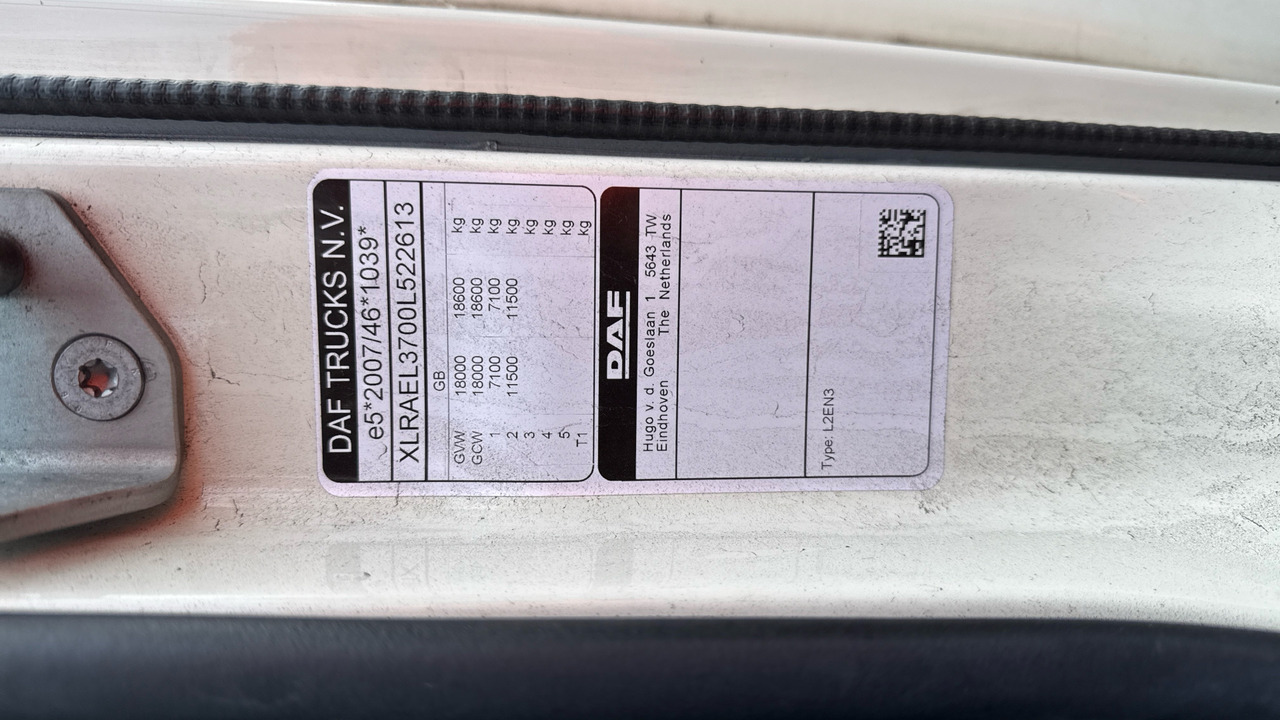 DAF TRUCKS N.V.
e5*2007/46*1039*
XLRAEL3700L522613
GB
GVW 18000 18600 kg
GCW 18000 18600 kg
1 7100 7100 kg
2 11500 11500 kg
3 kg
4 kg
5 kg
T1 kg
DAF
Hugo v. d. Goeslaan 1 5643 TW
Eindhoven The Netherlands
Type: L2EN3